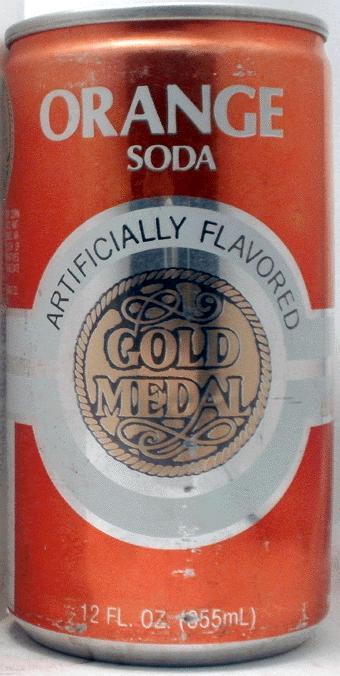 ORANGE
SODA
ARTIFICIALLY FLAVORED
GOLD
MEDAL
12 FL. OZ. (355mL)